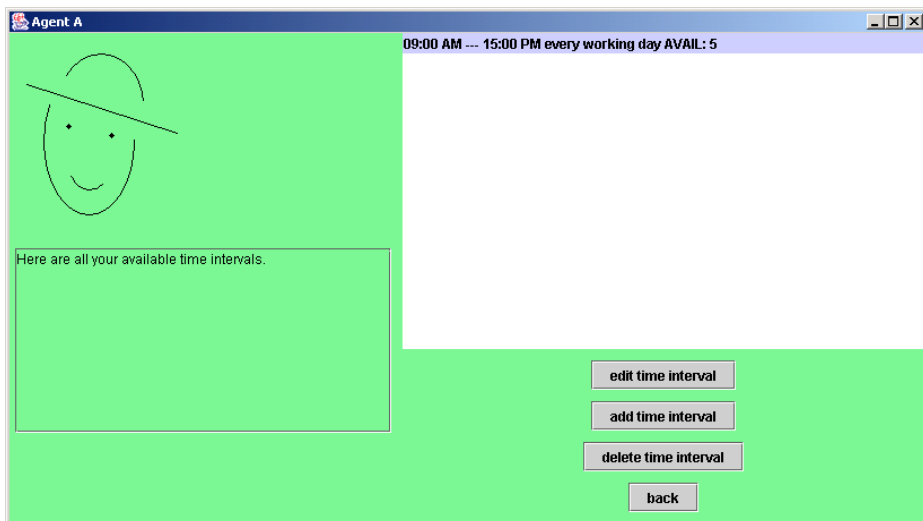 Agent A
09:00 AM --- 15:00 PM every working day AVAIL: 5
Here are all your available time intervals.
edit time interval
add time interval
delete time interval
back